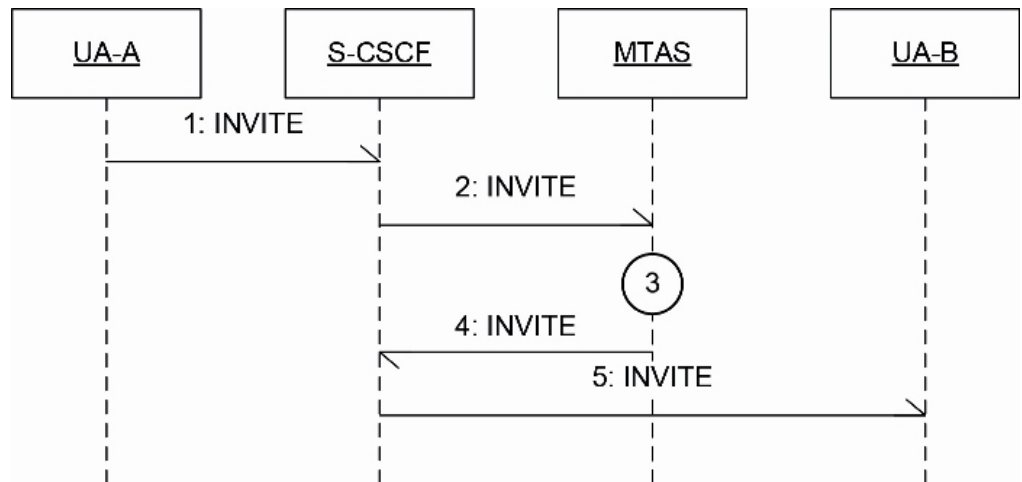 UA-A
S-CSCF
MTAS
UA-B
1: INVITE
2: INVITE
3
4: INVITE
5: INVITE